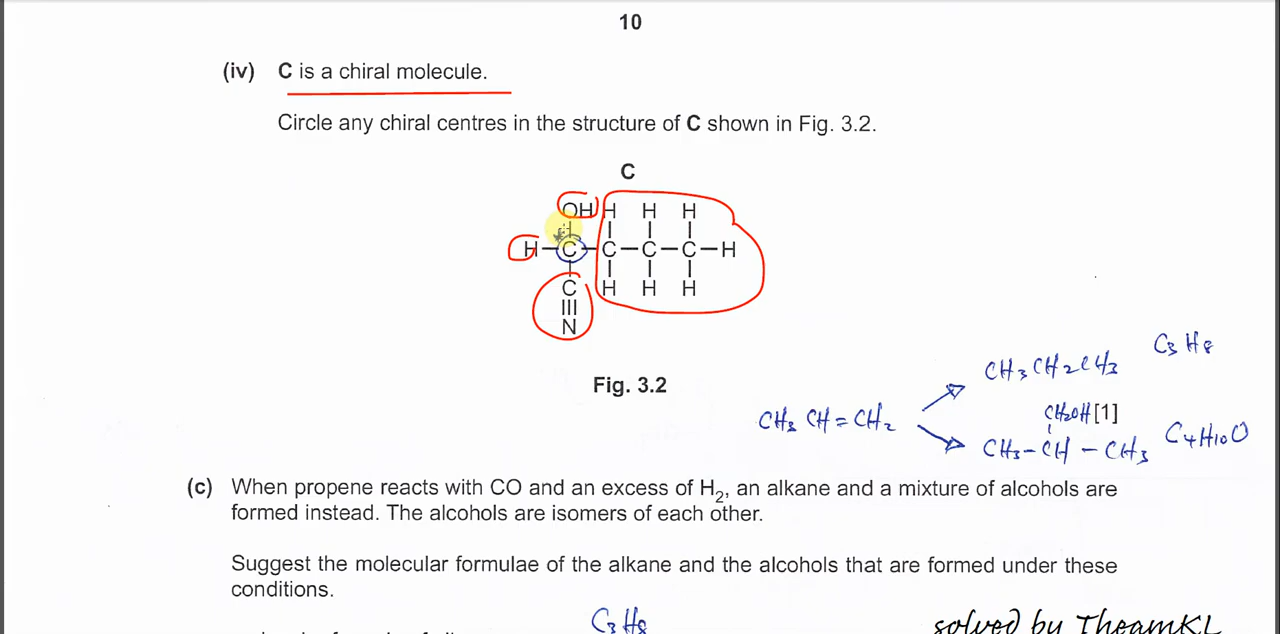 10
(iv) C is a chiral molecule.
Circle any chiral centres in the structure of C shown in Fig. 3.2.
C
OH H H H
H—C—C—C—C—H
C H H H
N
Fig. 3.2
CH3CH2CH3 C3H8
CH3 CH=CH2
CH2OH [1]
CH3-CH-CH3 C4H10O
(c) When propene reacts with CO and an excess of H2, an alkane and a mixture of alcohols are
formed instead. The alcohols are isomers of each other.
Suggest the molecular formulae of the alkane and the alcohols that are formed under these
conditions.
C3H8
solved by TheamKL